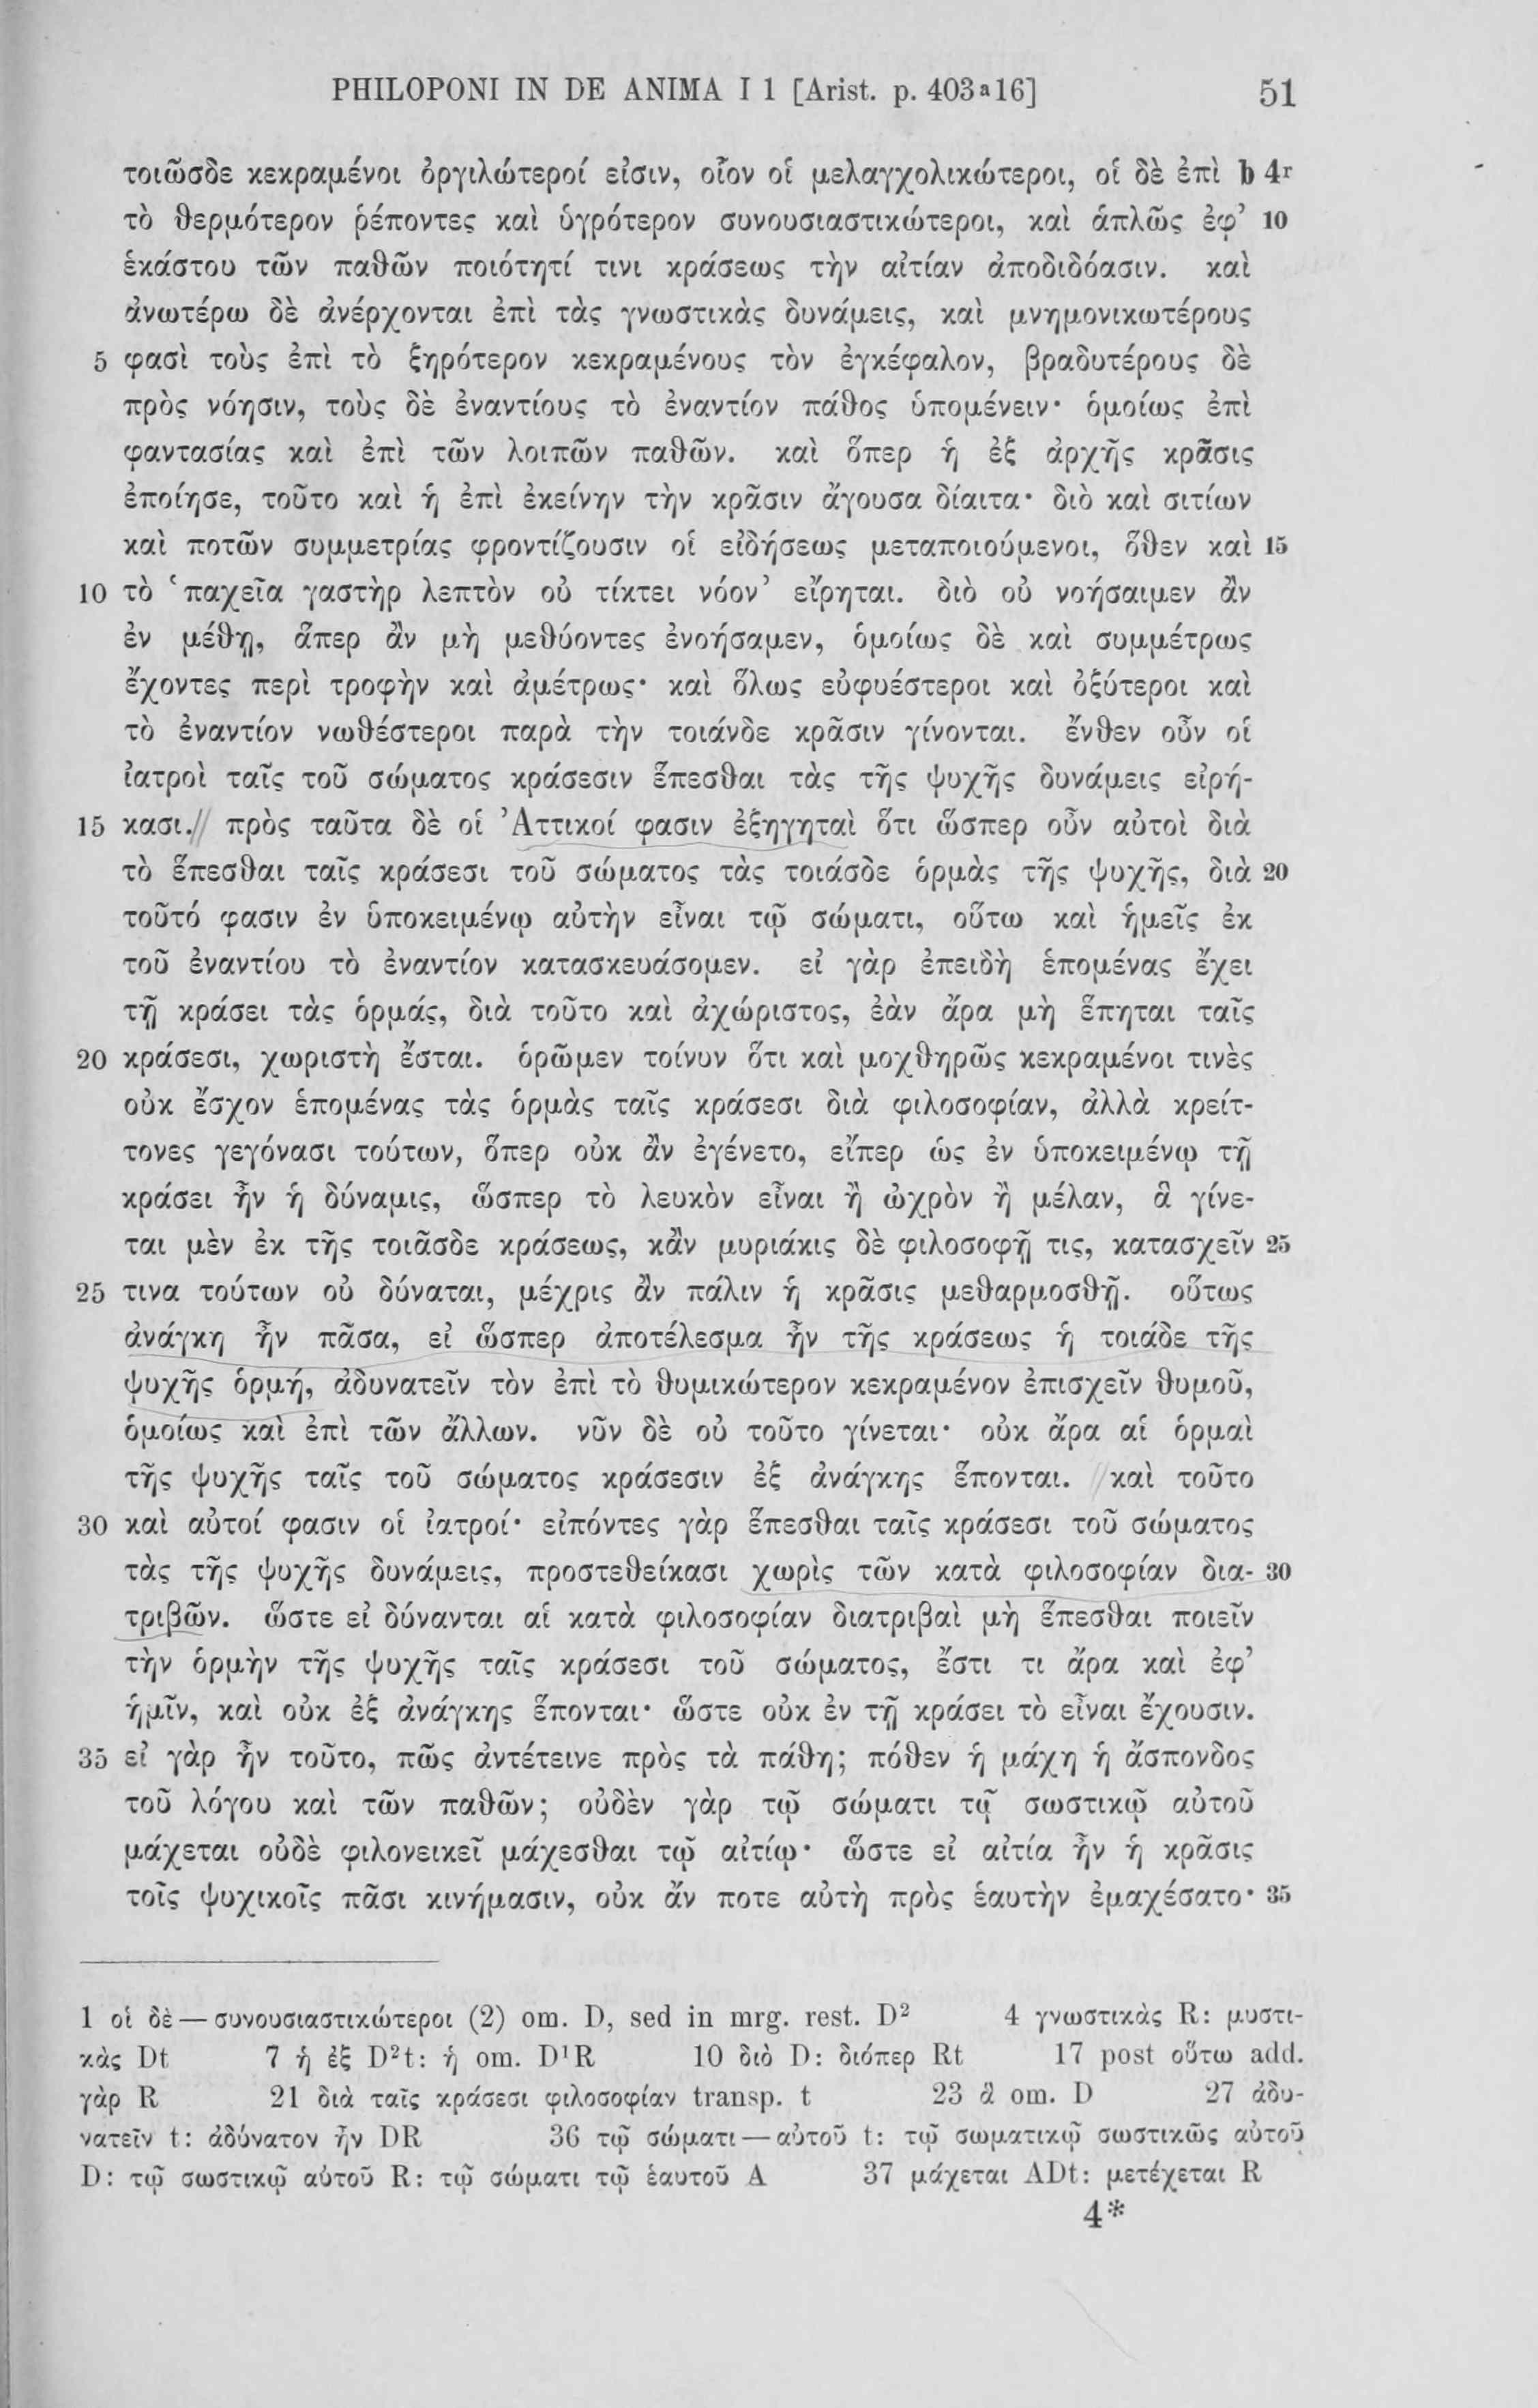 PHILOPONI IN DE ANIMA I 1 [Arist. p. 403ª16] 51
τοιῶσδε κεκραμένοι ὀργιλώτεροί εἰσιν, οἷον οἱ μελαγχολικώτεροι, οἱ δὲ ἐπὶ b 4r
τὸ θερμότερον ῥέποντες καὶ ὑγρότερον συνουσιαστικώτεροι, καὶ ἁπλῶς ἐφ’ 10
ἑκάστου τῶν παθῶν ποιότητί τινι κράσεως τὴν αἰτίαν ἀποδιδόασιν. καὶ
ἀνωτέρω δὲ ἀνέρχονται ἐπὶ τὰς γνωστικὰς δυνάμεις, καὶ μνημονικωτέρους
5 φασὶ τοὺς ἐπὶ τὸ ξηρότερον κεκραμένους τὸν ἐγκέφαλον, βραδυτέρους δὲ
πρὸς νόησιν, τοὺς δὲ ἐναντίους τὸ ἐναντίον πάθος ὑπομένειν· ὁμοίως ἐπὶ
φαντασίας καὶ ἐπὶ τῶν λοιπῶν παθῶν. καὶ ὅπερ ἡ ἐξ ἀρχῆς κρᾶσις
ἐποίησε, τοῦτο καὶ ἡ ἐπὶ ἐκείνην τὴν κρᾶσιν ἄγουσα δίαιτα· διὸ καὶ σιτίων
καὶ ποτῶν συμμετρίας φροντίζουσιν οἱ εἰδήσεως μεταποιούμενοι, ὅθεν καὶ 15
10 τὸ ‘παχεῖα γαστὴρ λεπτὸν οὐ τίκτει νόον’ εἴρηται. διὸ οὐ νοήσαιμεν ἂν
ἐν μέθῃ, ἅπερ ἂν μὴ μεθύοντες ἐνοήσαμεν, ὁμοίως δὲ καὶ συμμέτρως
ἔχοντες περὶ τροφὴν καὶ ἀμέτρως· καὶ ὅλως εὐφυέστεροι καὶ ὀξύτεροι καὶ
τὸ ἐναντίον νωθέστεροι παρὰ τὴν τοιάνδε κρᾶσιν γίνονται. ἔνθεν οὖν οἱ
ἰατροὶ ταῖς τοῦ σώματος κράσεσιν ἕπεσθαι τὰς τῆς ψυχῆς δυνάμεις εἰρή-
15 κασι. // πρὸς ταῦτα δὲ οἱ Ἀττικοί φασιν ἐξηγηταὶ ὅτι ὥσπερ οὖν αὐτοὶ διὰ
τὸ ἕπεσθαι ταῖς κράσεσι τοῦ σώματος τὰς τοιάσδε ὁρμὰς τῆς ψυχῆς, διὰ 20
τοῦτό φασιν ἐν ὑποκειμένῳ αὐτὴν εἶναι τῷ σώματι, οὕτω καὶ ἡμεῖς ἐκ
τοῦ ἐναντίου τὸ ἐναντίον κατασκευάσομεν. εἰ γὰρ ἐπειδὴ ἑπομένας ἔχει
τῇ κράσει τὰς ὁρμάς, διὰ τοῦτο καὶ ἀχώριστος, ἐὰν ἄρα μὴ ἕπηται ταῖς
20 κράσεσι, χωριστὴ ἔσται. ὁρῶμεν τοίνυν ὅτι καὶ μοχθηρῶς κεκραμένοι τινὲς
οὐκ ἔσχον ἑπομένας τὰς ὁρμὰς ταῖς κράσεσι διὰ φιλοσοφίαν, ἀλλὰ κρείτ-
τονες γεγόνασι τούτων, ὅπερ οὐκ ἂν ἐγένετο, εἴπερ ὡς ἐν ὑποκειμένῳ τῇ
κράσει ἦν ἡ δύναμις, ὥσπερ τὸ λευκὸν εἶναι ἢ ὠχρὸν ἢ μέλαν, ἃ γίνε-
ται μὲν ἐκ τῆς τοιᾶσδε κράσεως, κἂν μυριάκις δὲ φιλοσοφῇ τις, κατασχεῖν 25
25 τινα τούτων οὐ δύναται, μέχρις ἂν πάλιν ἡ κρᾶσις μεθαρμοσθῇ. οὕτως
ἀνάγκη ἦν πᾶσα, εἰ ὥσπερ ἀποτέλεσμα ἦν τῆς κράσεως ἡ τοιάδε τῆς
ψυχῆς ὁρμή, ἀδυνατεῖν τὸν ἐπὶ τὸ θυμικώτερον κεκραμένον ἐπισχεῖν θυμοῦ,
ὁμοίως καὶ ἐπὶ τῶν ἄλλων. νῦν δὲ οὐ τοῦτο γίνεται· οὐκ ἄρα αἱ ὁρμαὶ
τῆς ψυχῆς ταῖς τοῦ σώματος κράσεσιν ἐξ ἀνάγκης ἕπονται. // καὶ τοῦτο
30 καὶ αὐτοί φασιν οἱ ἰατροί· εἰπόντες γὰρ ἕπεσθαι ταῖς κράσεσι τοῦ σώματος
τὰς τῆς ψυχῆς δυνάμεις, προστεθείκασι χωρὶς τῶν κατὰ φιλοσοφίαν δια- 30
τριβῶν. ὥστε εἰ δύνανται αἱ κατὰ φιλοσοφίαν διατριβαὶ μὴ ἕπεσθαι ποιεῖν
τὴν ὁρμὴν τῆς ψυχῆς ταῖς κράσεσι τοῦ σώματος, ἔστι τι ἄρα καὶ ἐφ’
ἡμῖν, καὶ οὐκ ἐξ ἀνάγκης ἕπονται· ὥστε οὐκ ἐν τῇ κράσει τὸ εἶναι ἔχουσιν.
35 εἰ γὰρ ἦν τοῦτο, πῶς ἀντέτεινε πρὸς τὰ πάθη; πόθεν ἡ μάχη ἡ ἄσπονδος
τοῦ λόγου καὶ τῶν παθῶν; οὐδὲν γὰρ τῷ σώματι τῷ σωστικῷ αὐτοῦ
μάχεται οὐδὲ φιλονεικεῖ μάχεσθαι τῷ αἰτίῳ· ὥστε εἰ αἰτία ἦν ἡ κρᾶσις
τοῖς ψυχικοῖς πᾶσι κινήμασιν, οὐκ ἄν ποτε αὐτὴ πρὸς ἑαυτὴν ἐμαχέσατο· 35
1 οἱ δὲ — συνουσιαστικώτεροι (2) om. D, sed in mrg. rest. D² 4 γνωστικὰς R: μυστι-
κὰς Dt 7 ἡ ἐξ D²t: ἡ om. D¹R 10 διὸ D: διόπερ Rt 17 post οὕτω add.
γὰρ R 21 διὰ ταῖς κράσεσι φιλοσοφίαν transp. t 23 ἃ om. D 27 ἀδυ-
νατεῖν t: ἀδύνατον ἦν DR 36 τῷ σώματι — αὐτοῦ t: τῷ σωματικῷ σωστικῶς αὐτοῦ
D: τῷ σωστικῷ αὐτοῦ R: τῷ σώματι τῷ ἑαυτοῦ A 37 μάχεται ADt: μετέχεται R
4*